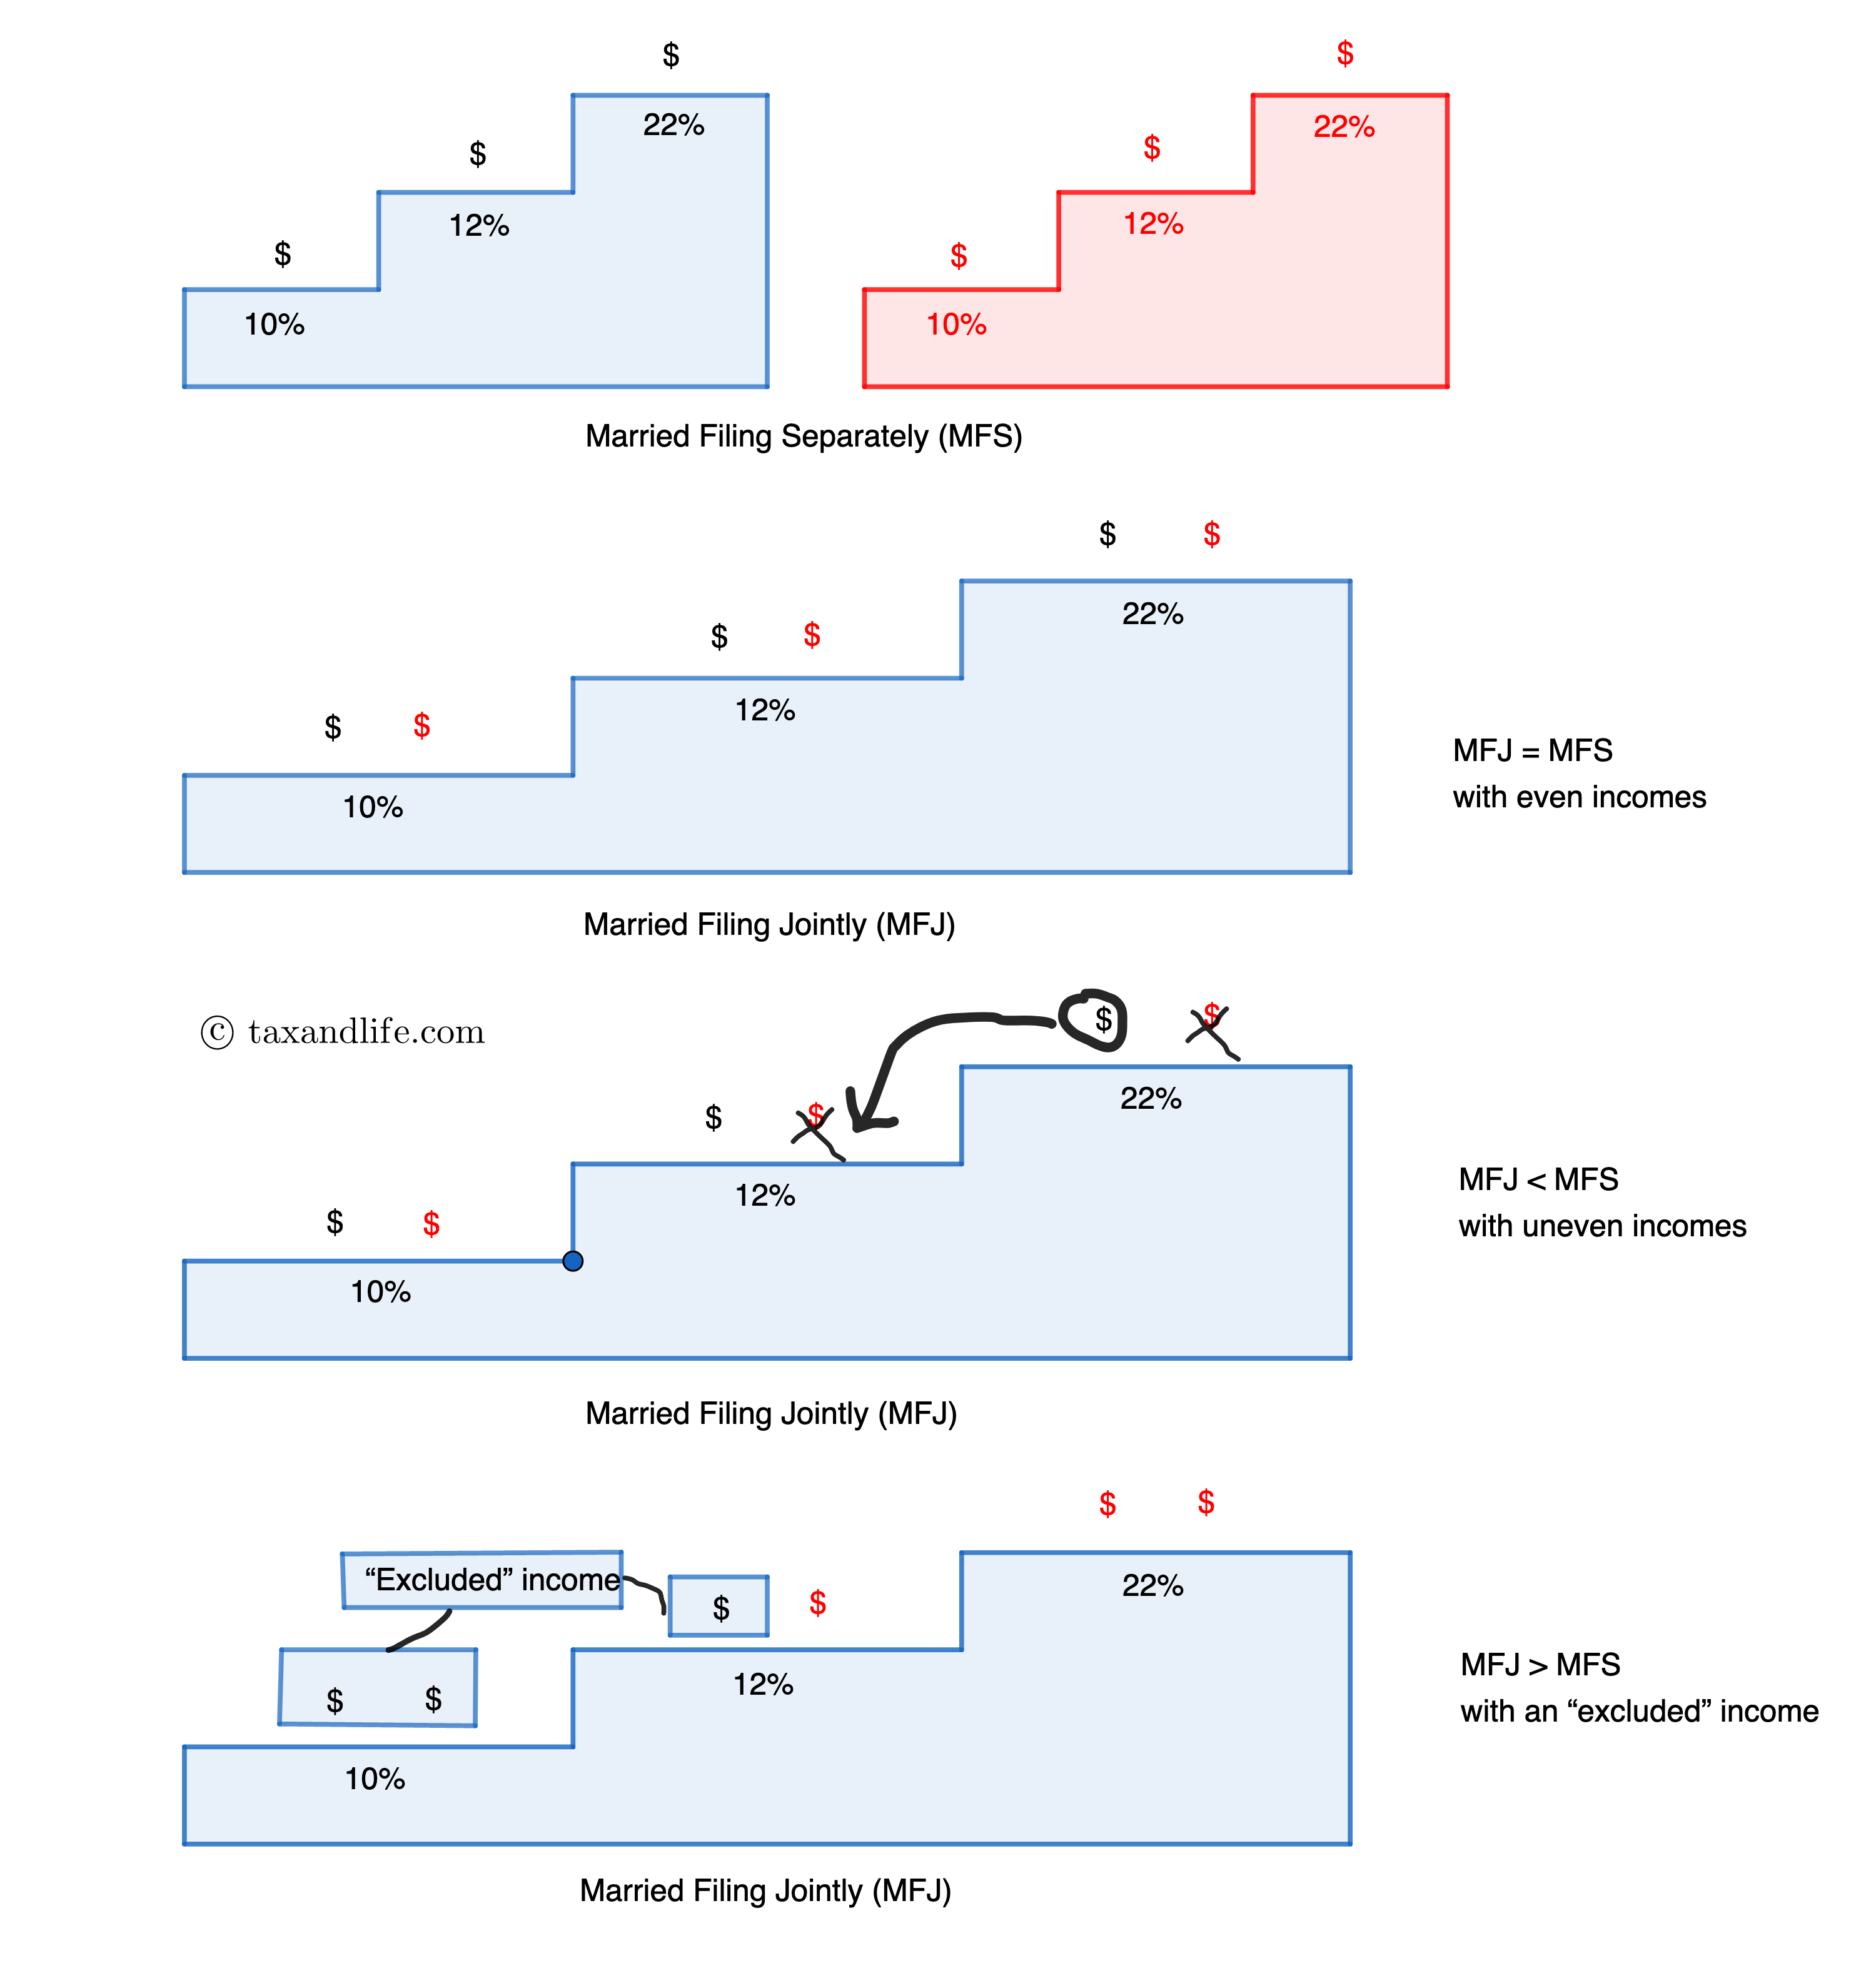 $ $
$ 22% $ 22%
$ 12% $ 12%
10% 10%
Married Filing Separately (MFS)
$ $
$ $ 22%
$ $ 12%
10%
MFJ = MFS
with even incomes
Married Filing Jointly (MFJ)
© taxandlife.com
$ $
$ $ 22%
$ $ 12%
10%
MFJ < MFS
with uneven incomes
Married Filing Jointly (MFJ)
$ $
“Excluded” income
$ $ 22%
$ $ 12%
10%
MFJ > MFS
with an “excluded” income
Married Filing Jointly (MFJ)